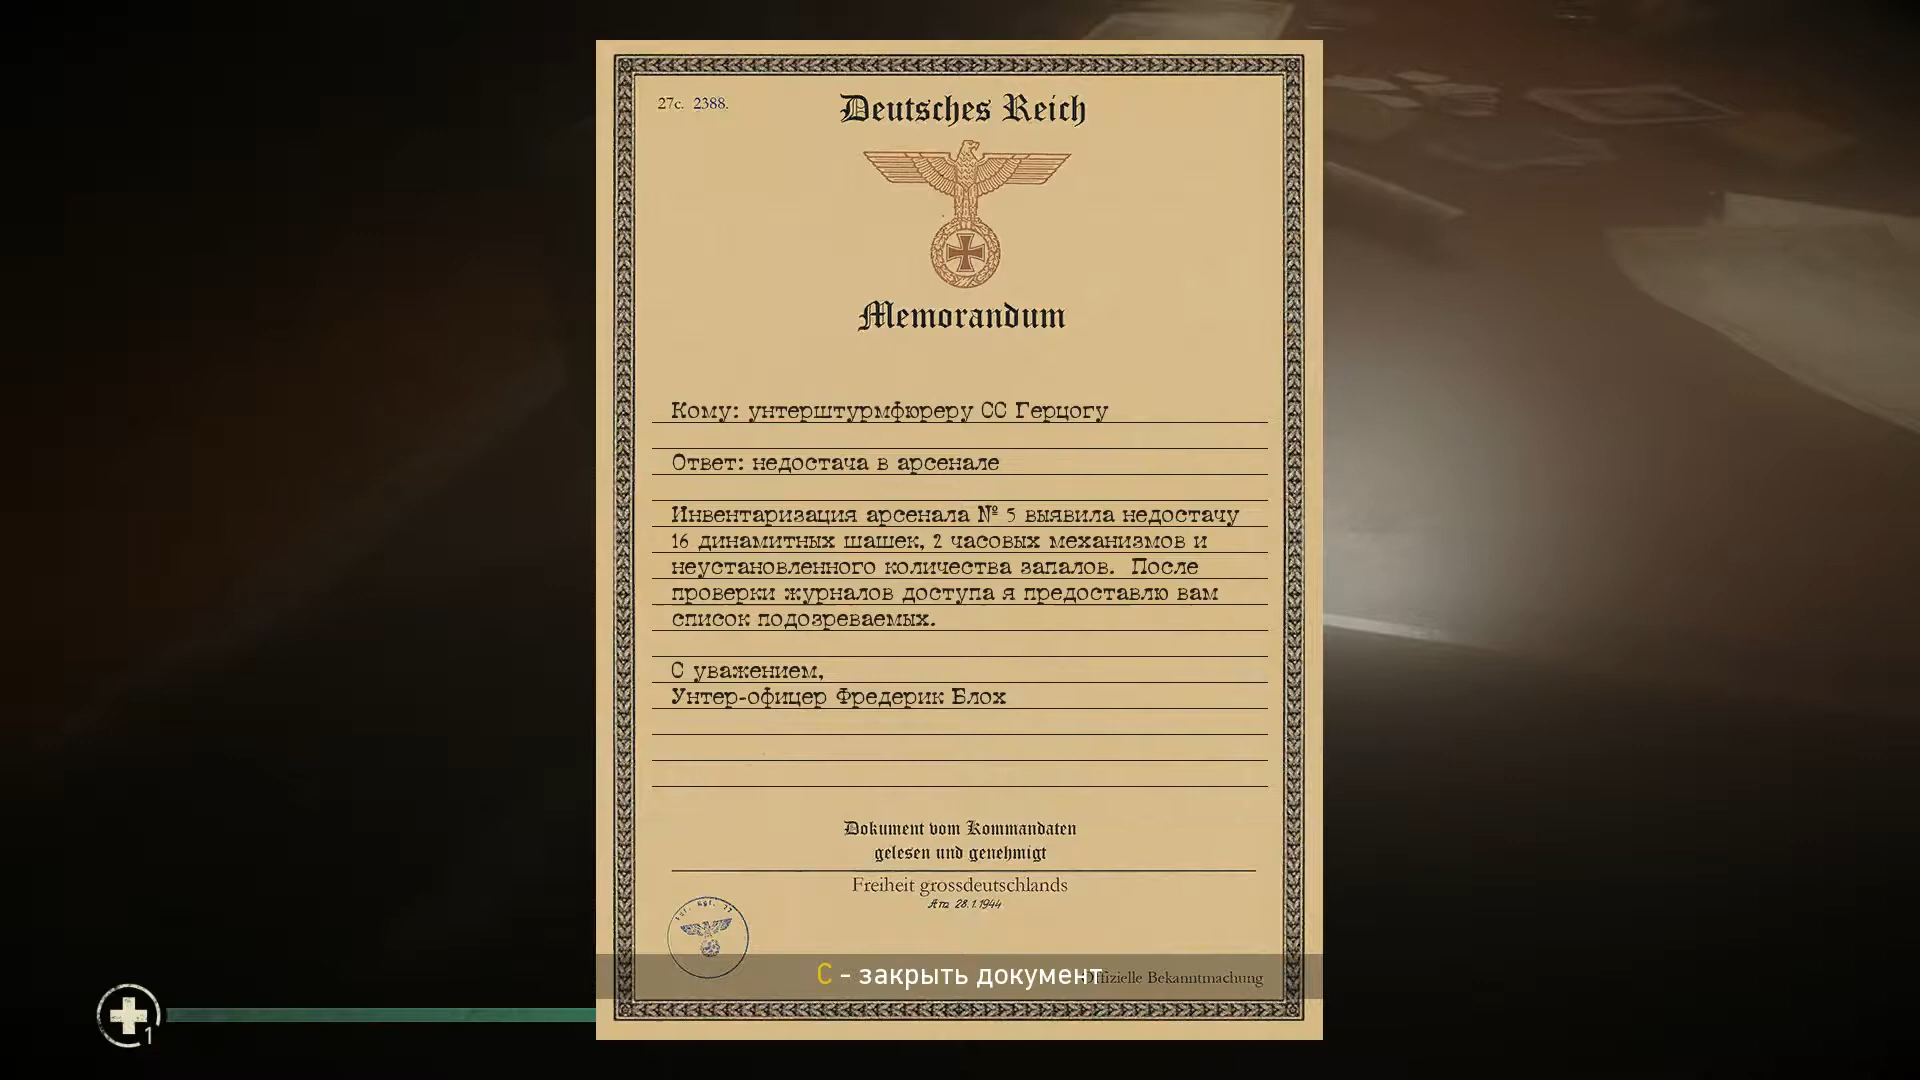 27c. 2388.
Deutsches Reich
Memorandum
Кому: унтерштурмфюреру СС Герцогу
Ответ: недостача в арсенале
Инвентаризация арсенала № 5 выявила недостачу
16 динамитных шашек, 2 часовых механизмов и
неустановленного количества запалов. После
проверки журналов доступа я предоставлю вам
список подозреваемых.
С уважением,
Унтер-офицер Фредерик Блох
Dokument vom Kommandaten
gelesen und genehmigt
Freiheit grossdeutschlands
28.1.1944
C - закрыть документ
Offizielle Bekanntmachung
1